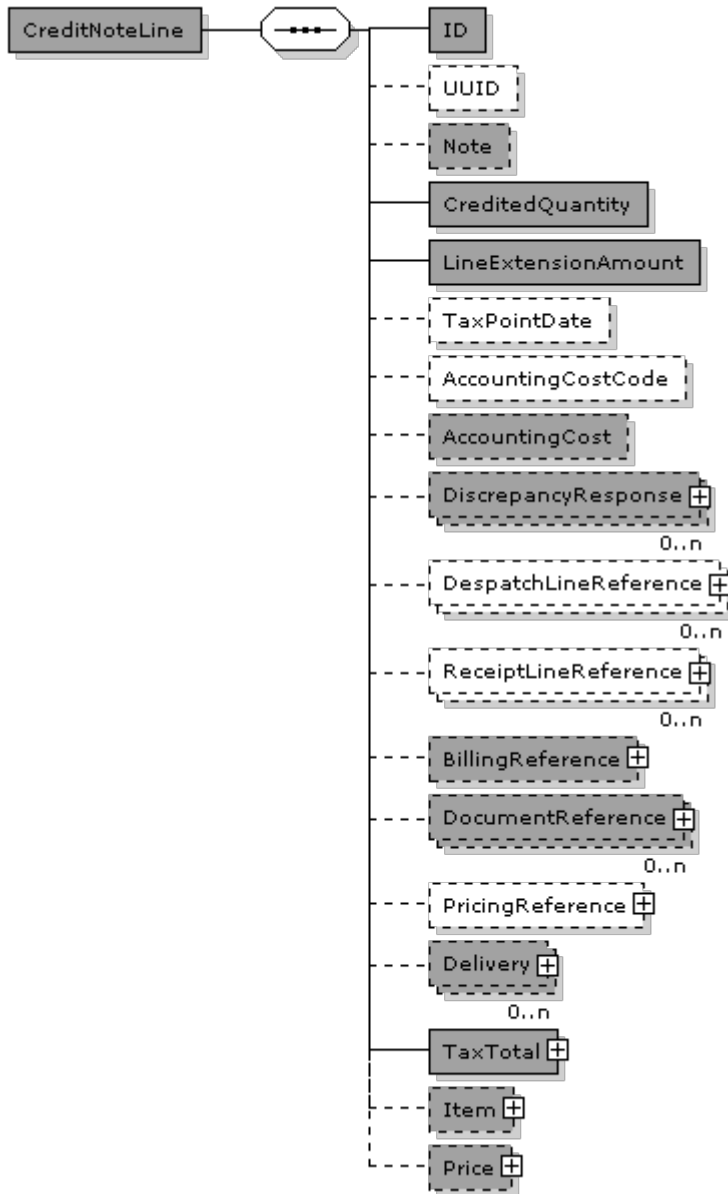 CreditNoteLine
ID
UUID
Note
CreditedQuantity
LineExtensionAmount
TaxPointDate
AccountingCostCode
AccountingCost
DiscrepancyResponse
0..n
DespatchLineReference
0..n
ReceiptLineReference
0..n
BillingReference
DocumentReference
0..n
PricingReference
Delivery
0..n
TaxTotal
Item
Price